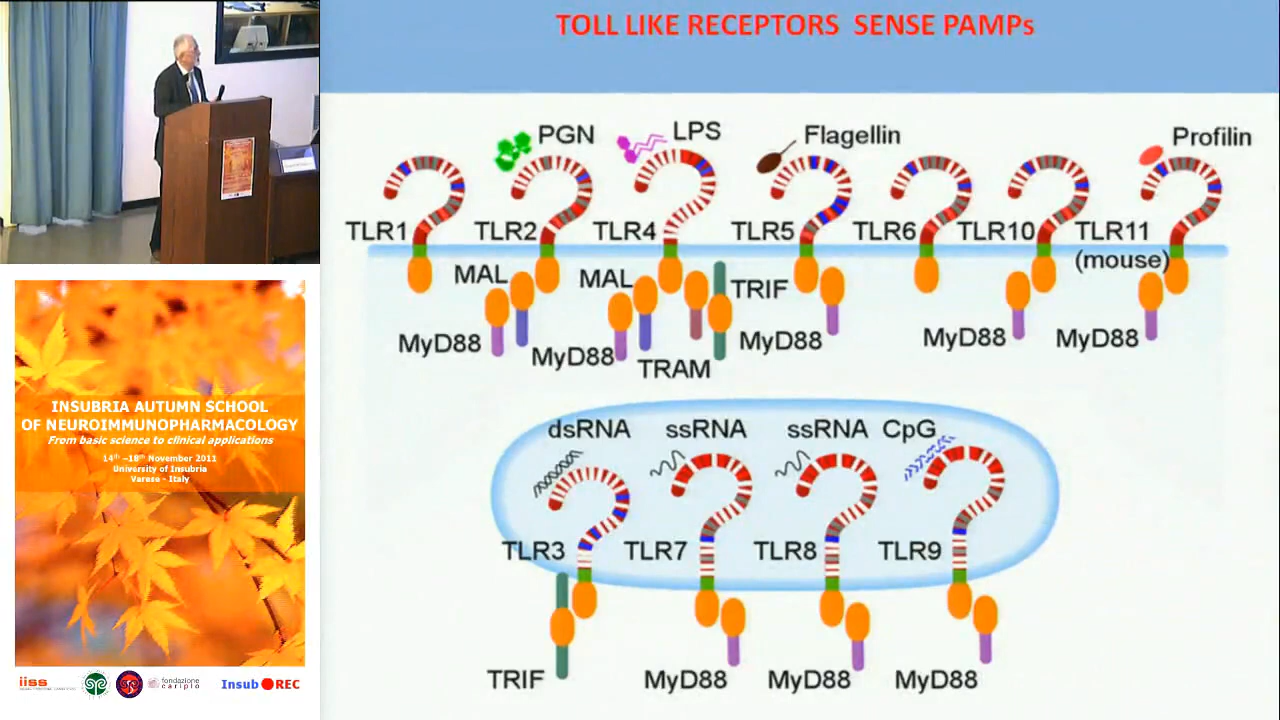 TOLL LIKE RECEPTORS SENSE PAMPs
PGN
LPS
Flagellin
Profilin
TLR1
TLR2
TLR4
TLR5
TLR6
TLR10
TLR11
(mouse)
MAL
MAL
TRIF
MyD88
MyD88
TRAM
MyD88
MyD88
MyD88
dsRNA
ssRNA
ssRNA
CpG
TLR3
TLR7
TLR8
TLR9
TRIF
MyD88
MyD88
MyD88
INSUBRIA AUTUMN SCHOOL
OF NEUROIMMUNOPHARMACOLOGY
From basic science to clinical applications
14th –18th November 2011
University of Insubria
Varese - Italy
iiss
fondazione
cariplo
Insub REC